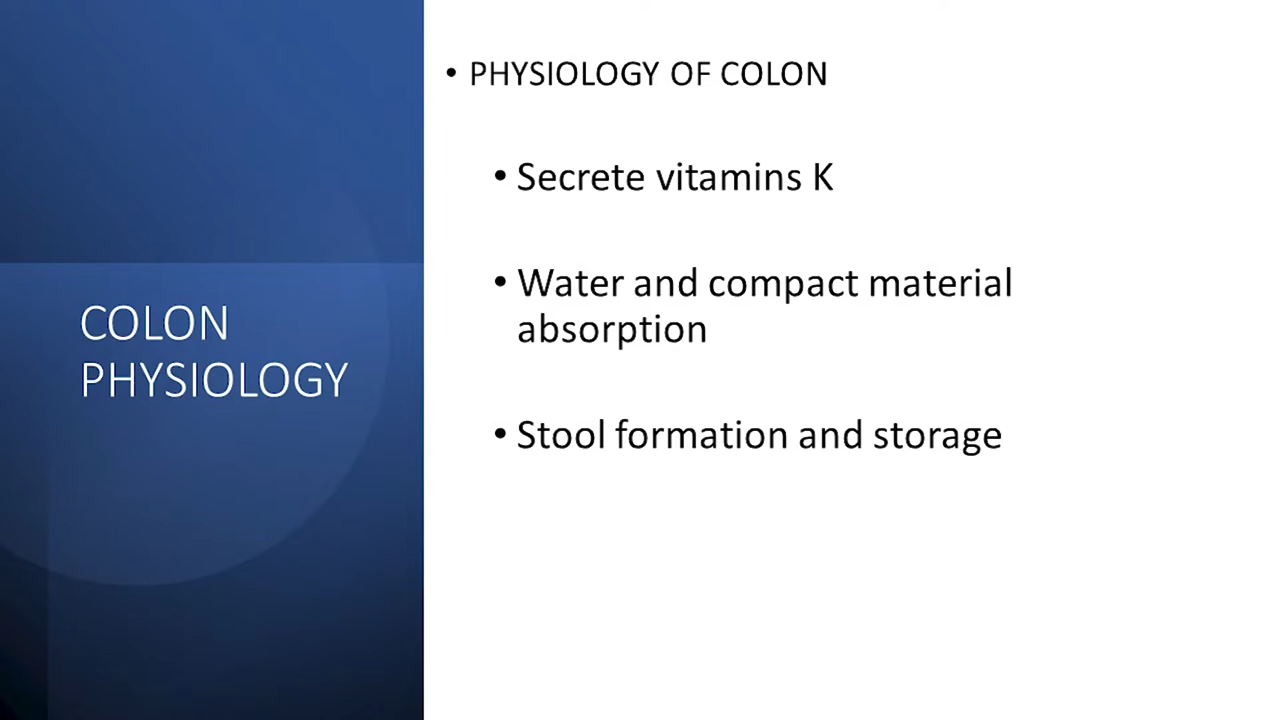 COLON
PHYSIOLOGY
• PHYSIOLOGY OF COLON
• Secrete vitamins K
• Water and compact material
absorption
• Stool formation and storage